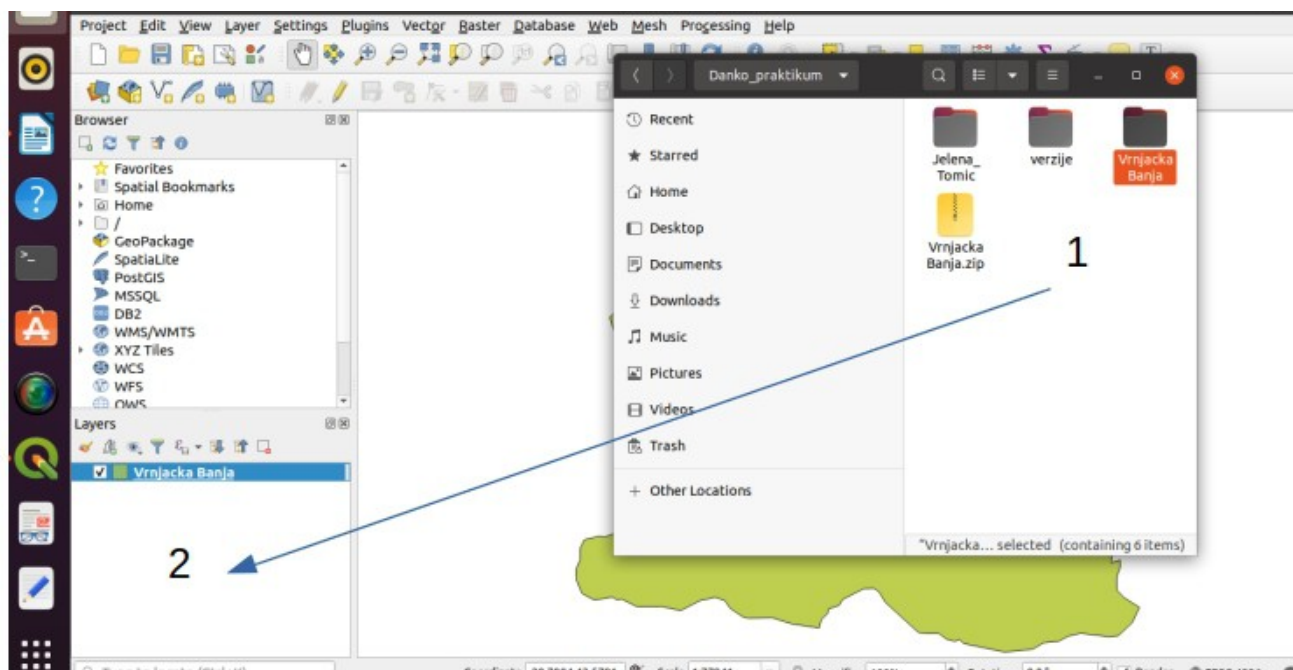 Project Edit View Layer Settings Plugins Vector Raster Database Web Mesh Processing Help
Danko_praktikum
Browser
Favorites
Spatial Bookmarks
Home
/
GeoPackage
SpatiaLite
PostGIS
MSSQL
DB2
WMS/WMTS
XYZ Tiles
WCS
WFS
OWS
Layers
Vrnjacka Banja
2
Recent
Starred
Home
Desktop
Documents
Downloads
Music
Pictures
Videos
Trash
+ Other Locations
Jelena_
Tomic
verzije
Vrnjacka
Banja
Vrnjacka
Banja.zip
1
"Vrnjacka... selected (containing 6 items)